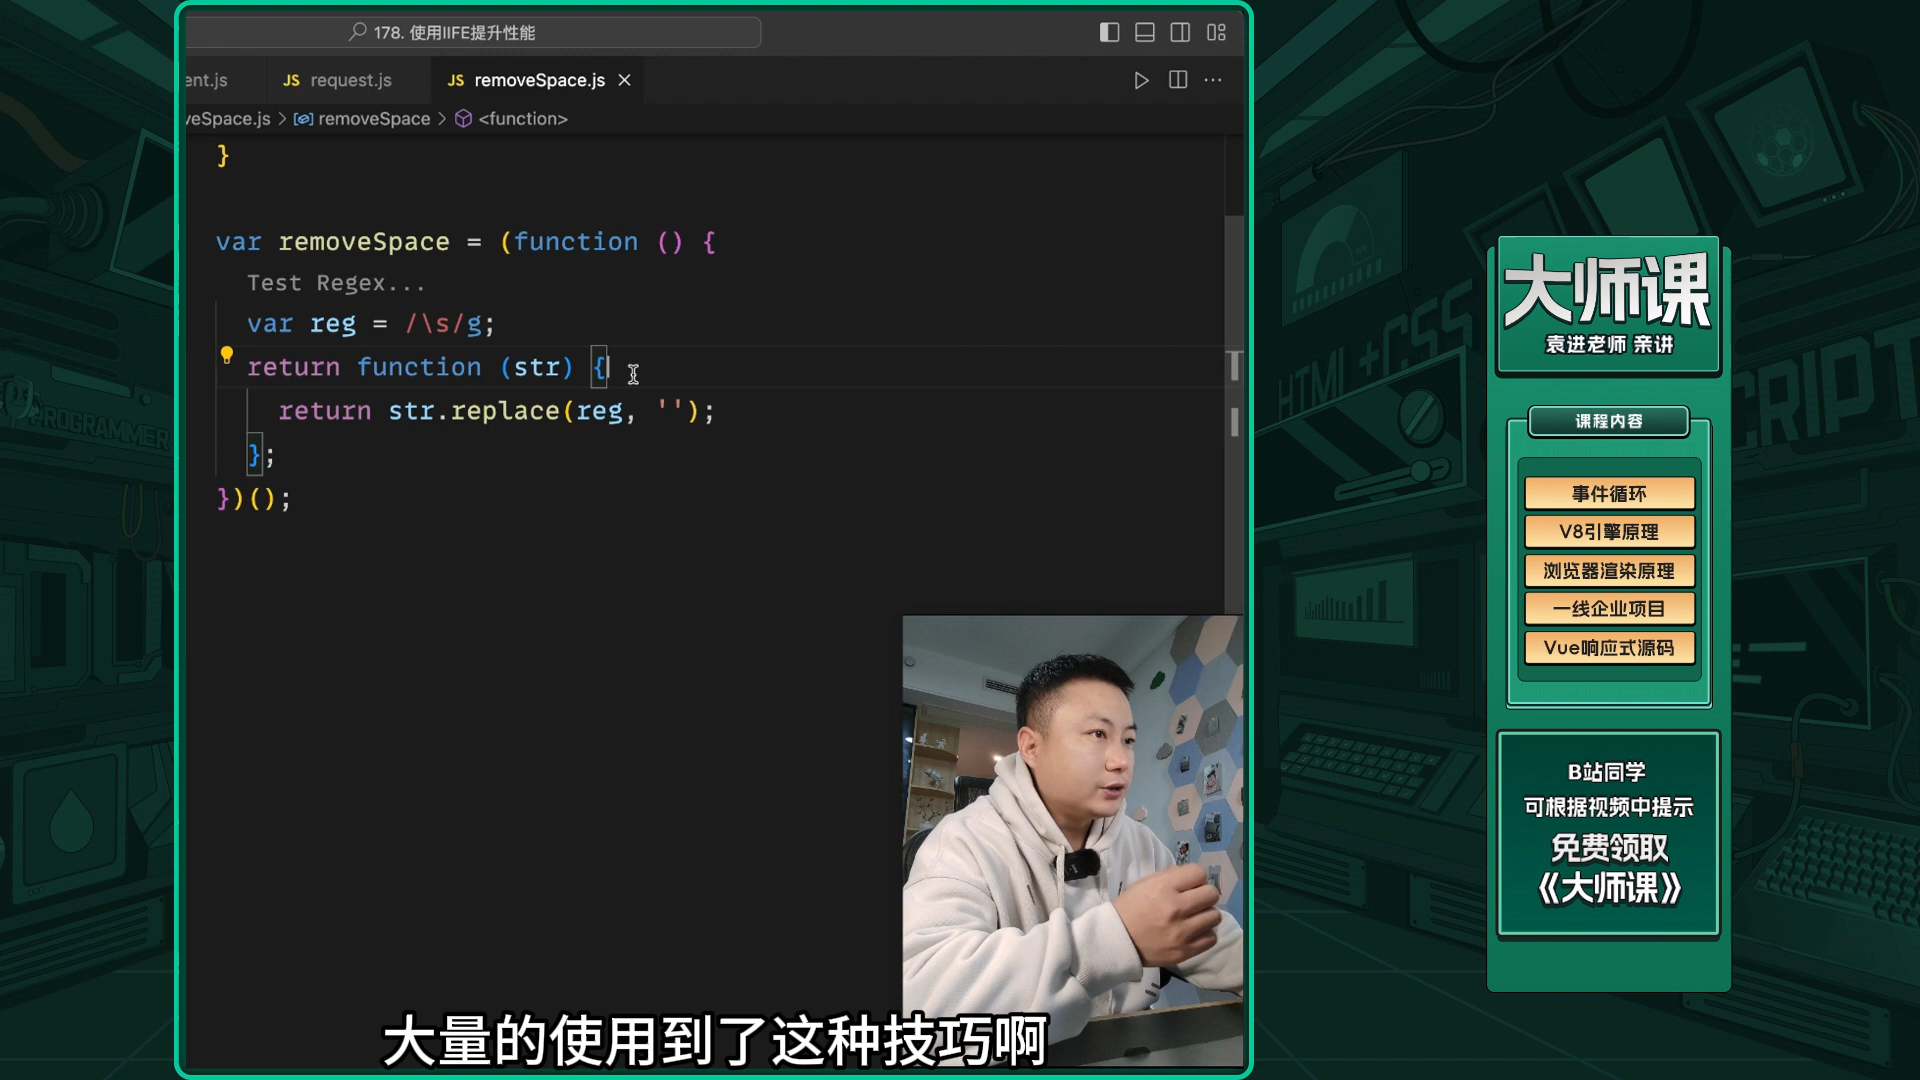 178. 使用IIFE提升性能
ent.js
JS request.js
JS removeSpace.js
veSpace.js > removeSpace > <function>
}
var removeSpace = (function () {
Test Regex...
var reg = /\s/g;
return function (str) {
return str.replace(reg, '');
};
})();
大量的使用到了这种技巧啊
大师课
袁进老师 亲讲
课程内容
事件循环
V8引擎原理
浏览器渲染原理
一线企业项目
Vue响应式源码
B站同学
可根据视频中提示
免费领取
《大师课》
PROGRAMMER
HTML+CSS
CRIPT